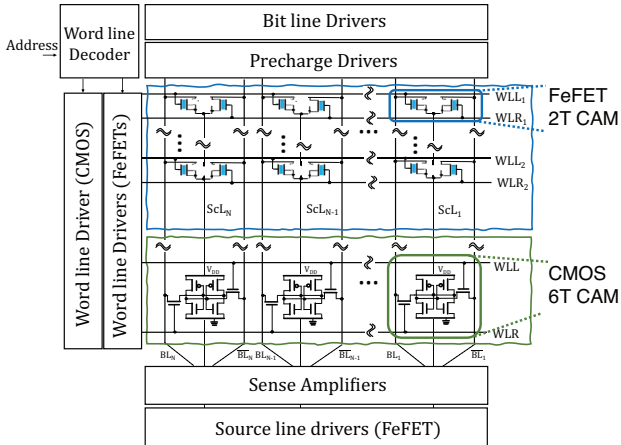 Bit line Drivers
Address
Word line
Decoder
Precharge Drivers
Word line Driver (CMOS)
Word line Drivers (FeFETs)
WLL1
WLR1
FeFET
2T CAM
WLL2
WLR2
ScLN
ScLN-1
ScL1
WLL
VDD
VDD
VDD
CMOS
6T CAM
WLR
BLN
BLN
BLN-1
BLN-1
BL1
BL1
Sense Amplifiers
Source line drivers (FeFET)